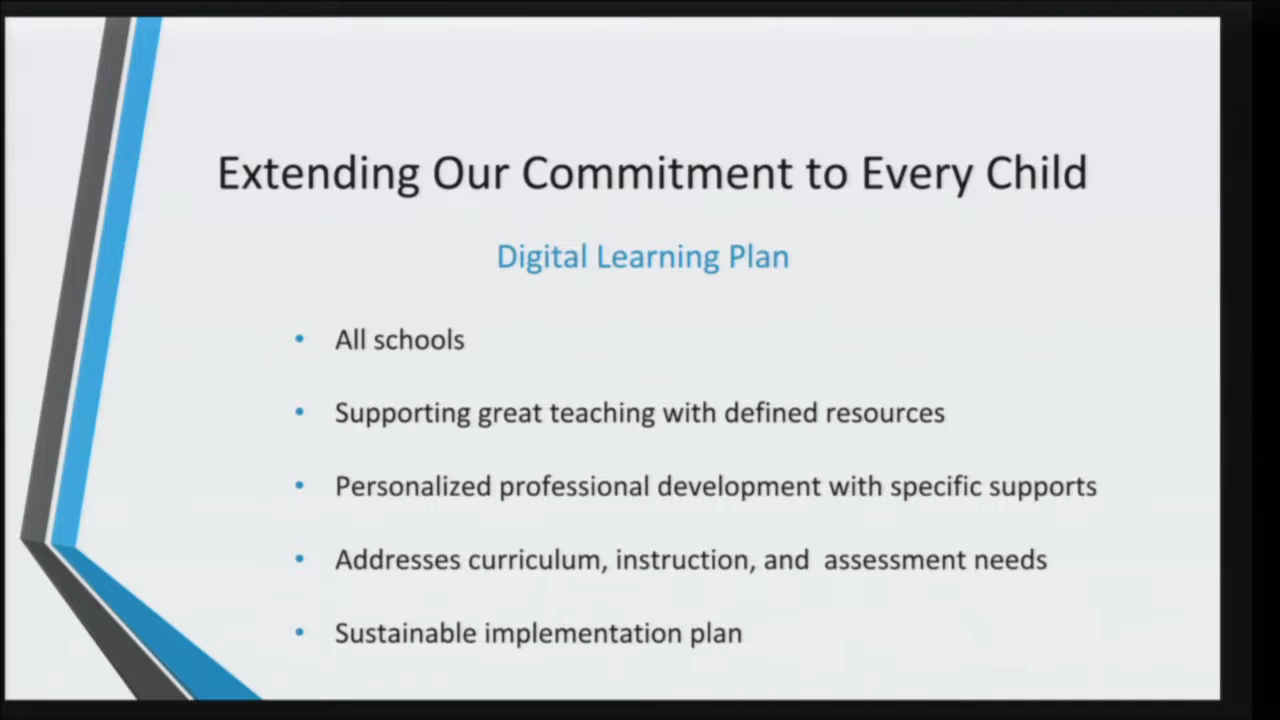 Extending Our Commitment to Every Child
Digital Learning Plan
• All schools
• Supporting great teaching with defined resources
• Personalized professional development with specific supports
• Addresses curriculum, instruction, and  assessment needs
• Sustainable implementation plan